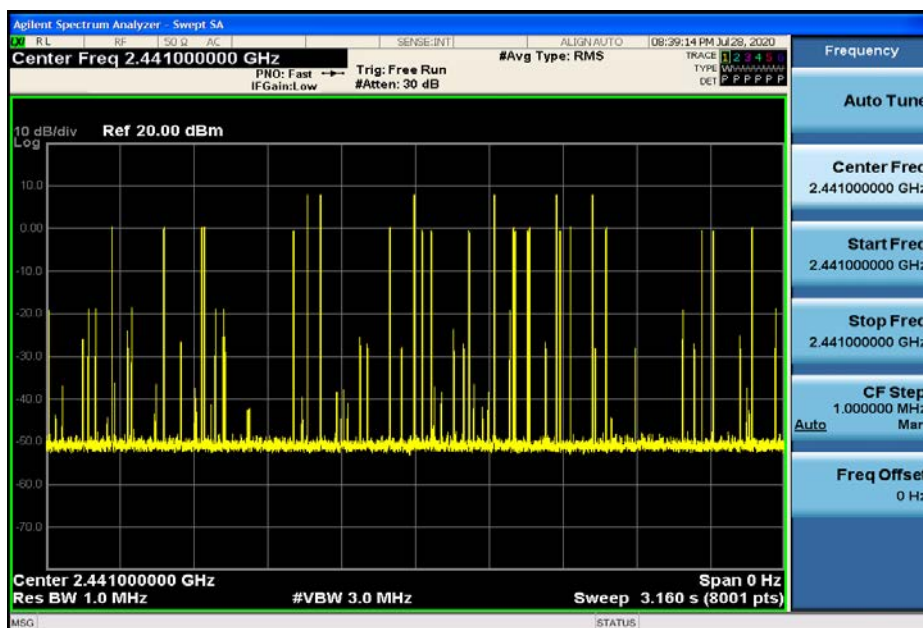 Agilent Spectrum Analyzer - Swept SA
LXI RL RF 50 Ω AC SENSE:INT ALIGN AUTO 08:39:14 PM Jul 28, 2020
Center Freq 2.441000000 GHz
PNO: Fast
IFGain:Low
Trig: Free Run
#Atten: 30 dB
#Avg Type: RMS
TRACE 1 2 3 4 5 6
TYPE WWWWWW
DET P P P P P P
10 dB/div
Log
Ref 20.00 dBm
10.0
0.00
-10.0
-20.0
-30.0
-40.0
-50.0
-60.0
-70.0
Center 2.441000000 GHz
Span 0 Hz
Res BW 1.0 MHz
#VBW 3.0 MHz
Sweep 3.160 s (8001 pts)
MSG
STATUS
Frequency
Auto Tune
Center Freq
2.441000000 GHz
Start Freq
2.441000000 GHz
Stop Freq
2.441000000 GHz
CF Step
1.000000 MHz
Auto Man
Freq Offset
0 Hz